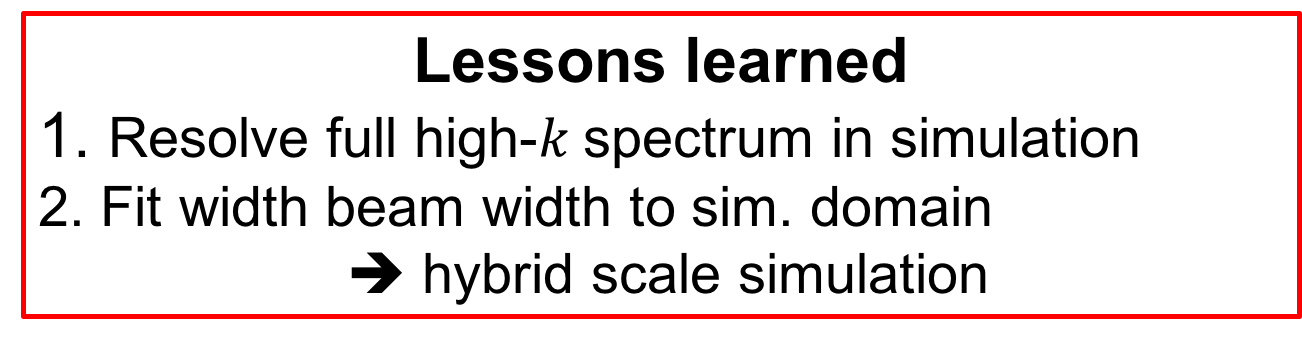 Lessons learned
1. Resolve full high-k spectrum in simulation
2. Fit width beam width to sim. domain
➔ hybrid scale simulation